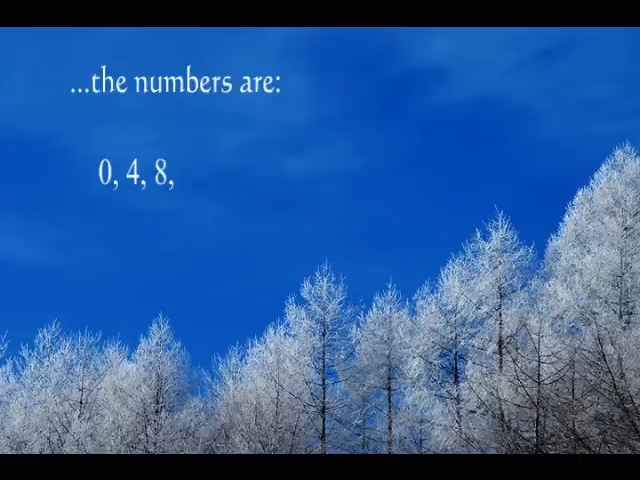 ...the numbers are:
0, 4, 8,